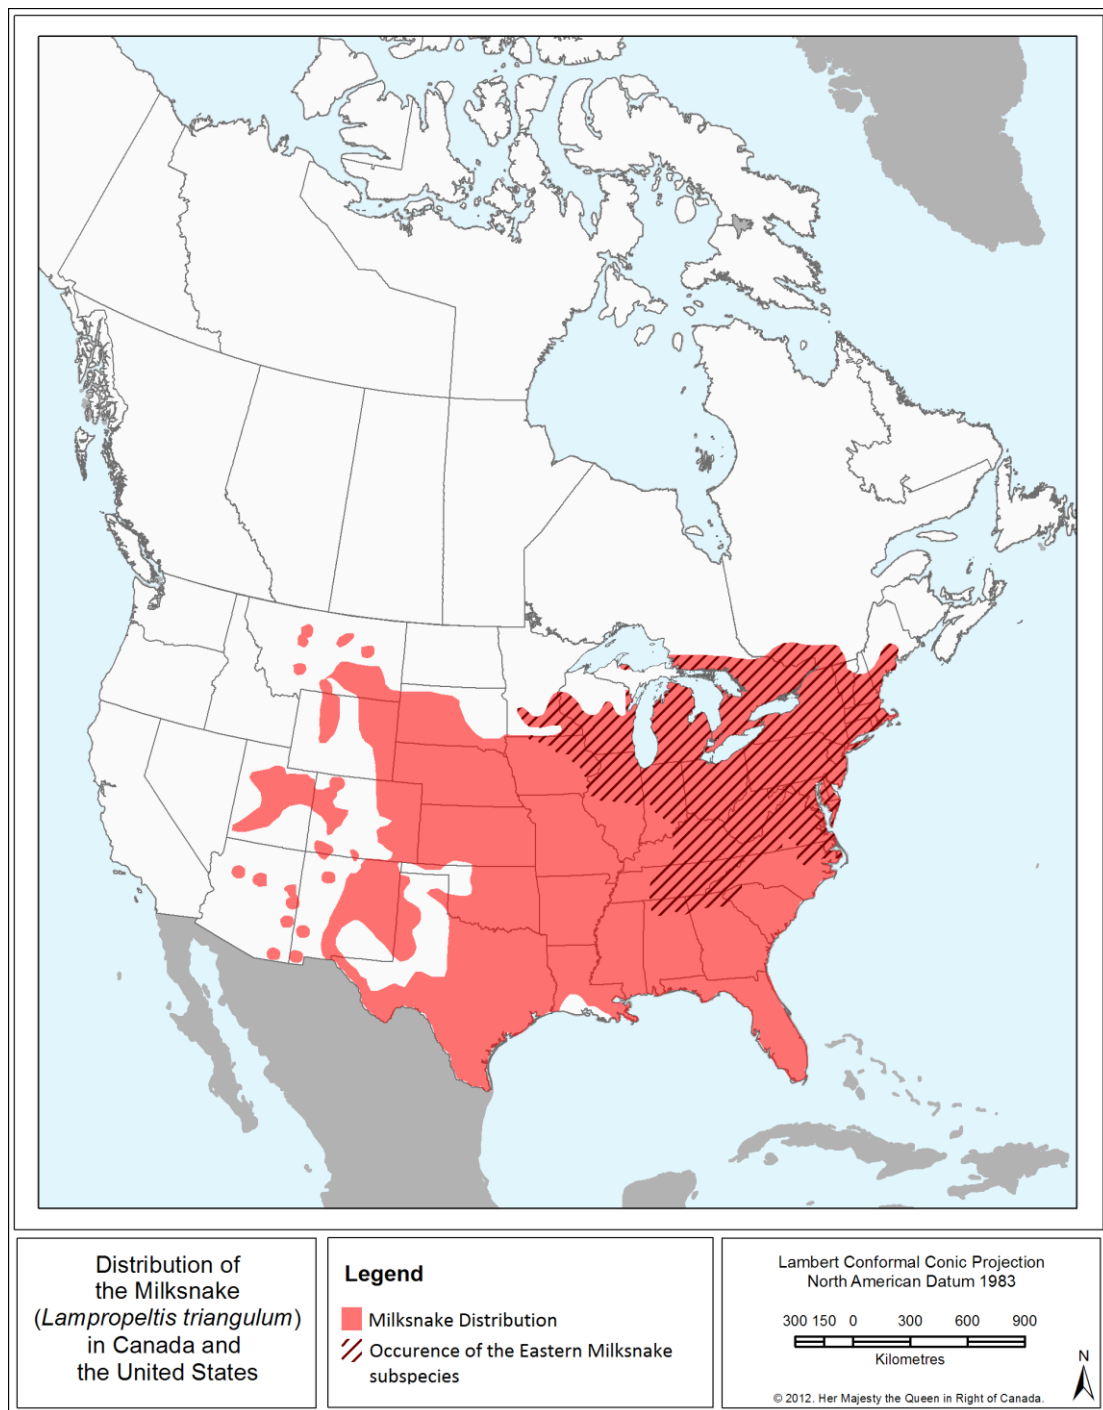 Distribution of
the Milksnake
(Lampropeltis triangulum)
in Canada and
the United States
Legend
Milksnake Distribution
Occurence of the Eastern Milksnake
subspecies
Lambert Conformal Conic Projection
North American Datum 1983
300 150 0 300 600 900
Kilometres
N
© 2012. Her Majesty the Queen in Right of Canada.